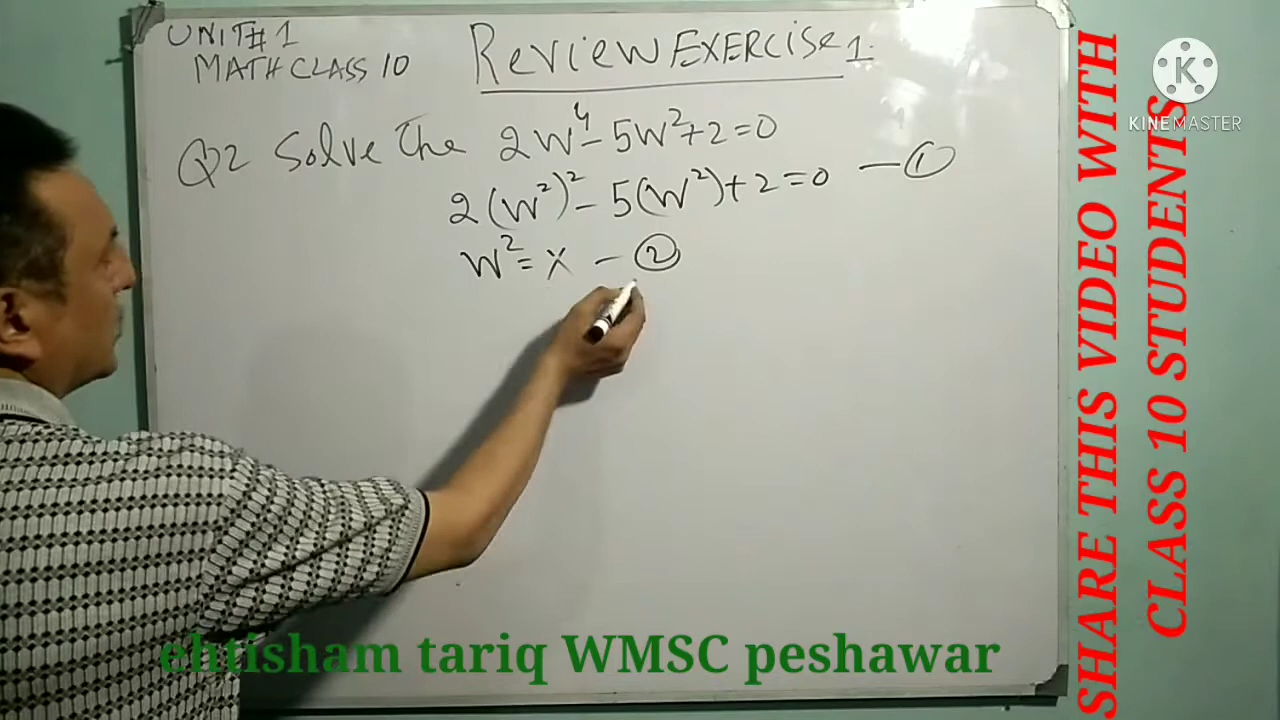 UNIT#1
MATH CLASS 10
Review EXERCISE 1.
Q2 Solve the 2w⁴-5w²+2=0
2(w²)²-5(w²)+2=0 —①
w²=x -②
K
KINEMASTER
SHARE THIS VIDEO WITH
CLASS 10 STUDENTS
ehtisham tariq WMSC peshawar